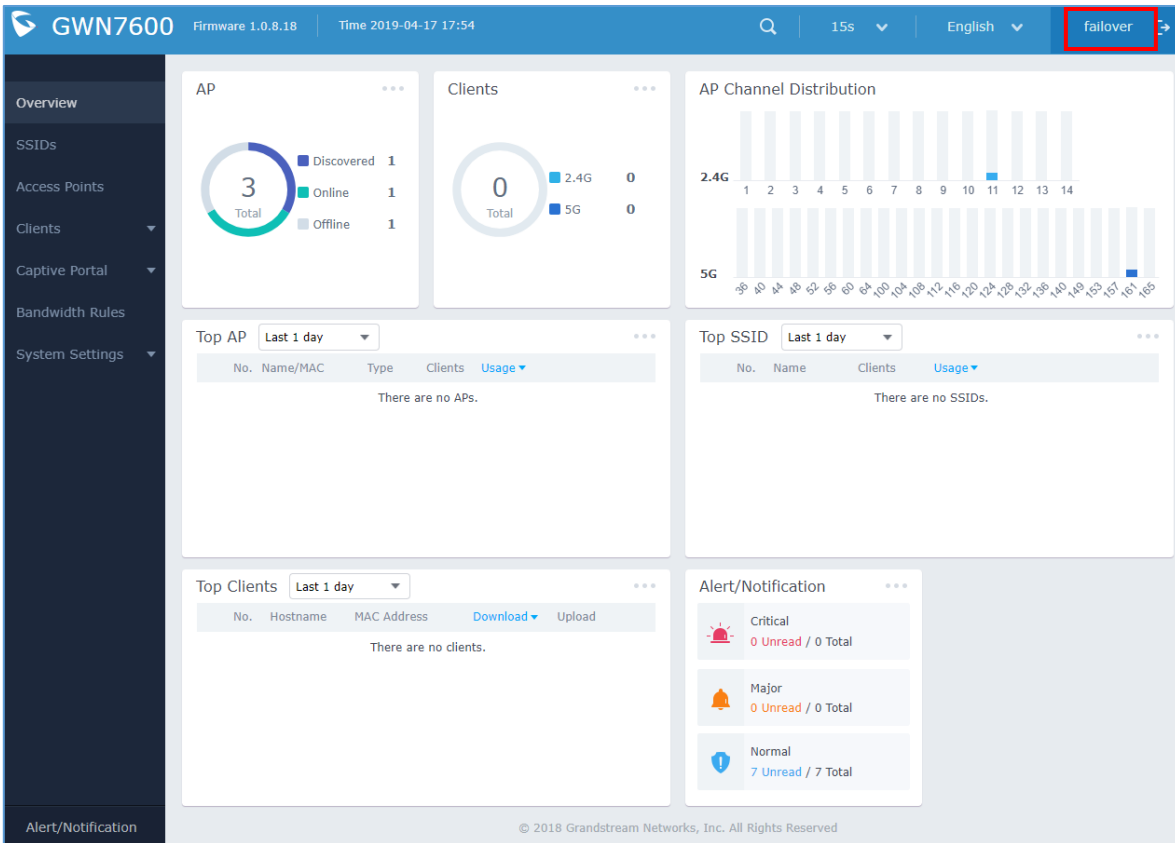 GWN7600 Firmware 1.0.8.18 Time 2019-04-17 17:54 15s English failover
Overview
SSIDs
Access Points
Clients
Captive Portal
Bandwidth Rules
System Settings
Alert/Notification
AP
3
Total
Discovered 1
Online 1
Offline 1
Clients
0
Total
2.4G 0
5G 0
AP Channel Distribution
2.4G
1 2 3 4 5 6 7 8 9 10 11 12 13 14
5G
36 40 44 48 52 56 60 64 100 104 108 112 116 120 124 128 132 136 140 149 153 157 161 165
Top AP Last 1 day
No. Name/MAC Type Clients Usage
There are no APs.
Top SSID Last 1 day
No. Name Clients Usage
There are no SSIDs.
Top Clients Last 1 day
No. Hostname MAC Address Download Upload
There are no clients.
Alert/Notification
Critical
0 Unread / 0 Total
Major
0 Unread / 0 Total
Normal
7 Unread / 7 Total
© 2018 Grandstream Networks, Inc. All Rights Reserved